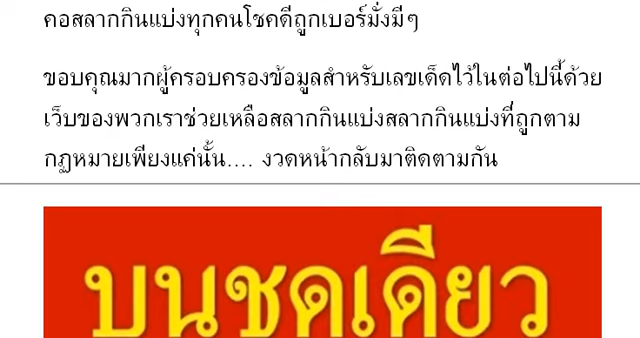 คอสลากกินแบ่งทุกคนโชคดีถูกเบอร์มั่งมีๆ
ขอบคุณมากผู้ครอบครองข้อมูลสำหรับเลขเด็ดไว้ในต่อไปนี้ด้วย
เว็บของพวกเราช่วยเหลือสลากกินแบ่งสลากกินแบ่งที่ถูกตาม
กฏหมายเพียงแค่นั้น.... งวดหน้ากลับมาติดตามกัน
บนชุดเดียว